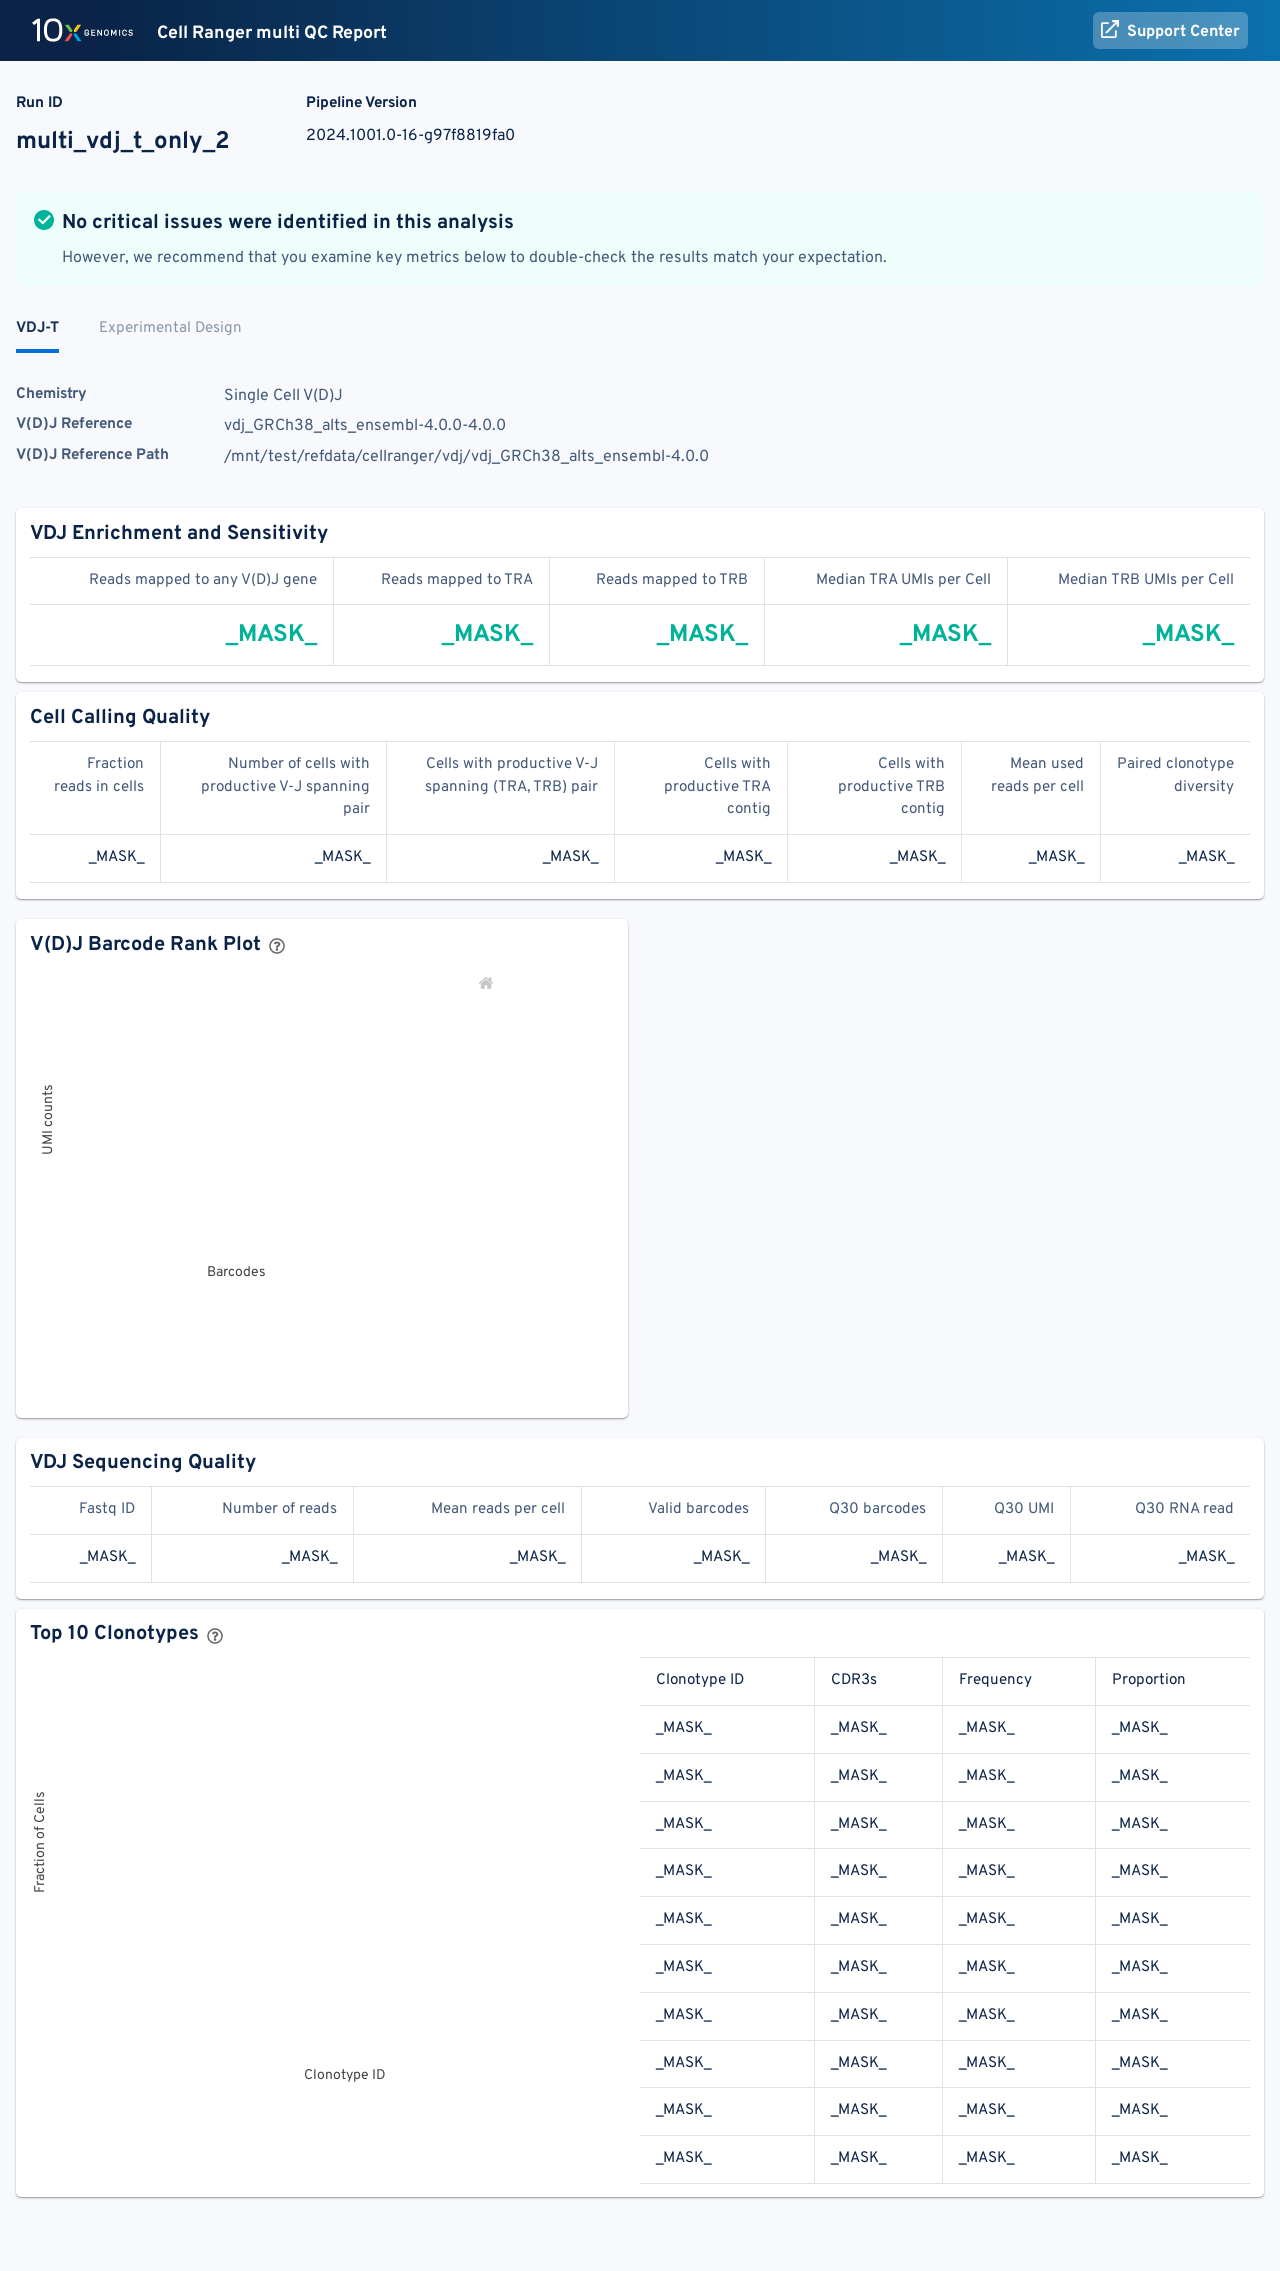 10x GENOMICS Cell Ranger multi QC Report Support Center
Run ID Pipeline Version
multi_vdj_t_only_2 2024.1001.0-16-g97f8819fa0
No critical issues were identified in this analysis
However, we recommend that you examine key metrics below to double-check the results match your expectation.
VDJ-T Experimental Design
Chemistry Single Cell V(D)J
V(D)J Reference vdj_GRCh38_alts_ensembl-4.0.0-4.0.0
V(D)J Reference Path /mnt/test/refdata/cellranger/vdj/vdj_GRCh38_alts_ensembl-4.0.0
VDJ Enrichment and Sensitivity
Reads mapped to any V(D)J gene Reads mapped to TRA Reads mapped to TRB Median TRA UMIs per Cell Median TRB UMIs per Cell
_MASK_ _MASK_ _MASK_ _MASK_ _MASK_
Cell Calling Quality
Fraction Number of cells with Cells with productive V-J Cells with Cells with Mean used Paired clonotype
reads in cells productive V-J spanning spanning (TRA, TRB) pair productive TRA productive TRB reads per cell diversity
pair contig contig
_MASK_ _MASK_ _MASK_ _MASK_ _MASK_ _MASK_ _MASK_
V(D)J Barcode Rank Plot ?
UMI counts
Barcodes
VDJ Sequencing Quality
Fastq ID Number of reads Mean reads per cell Valid barcodes Q30 barcodes Q30 UMI Q30 RNA read
_MASK_ _MASK_ _MASK_ _MASK_ _MASK_ _MASK_ _MASK_
Top 10 Clonotypes ?
Fraction of Cells
Clonotype ID
Clonotype ID CDR3s Frequency Proportion
_MASK_ _MASK_ _MASK_ _MASK_
_MASK_ _MASK_ _MASK_ _MASK_
_MASK_ _MASK_ _MASK_ _MASK_
_MASK_ _MASK_ _MASK_ _MASK_
_MASK_ _MASK_ _MASK_ _MASK_
_MASK_ _MASK_ _MASK_ _MASK_
_MASK_ _MASK_ _MASK_ _MASK_
_MASK_ _MASK_ _MASK_ _MASK_
_MASK_ _MASK_ _MASK_ _MASK_
_MASK_ _MASK_ _MASK_ _MASK_